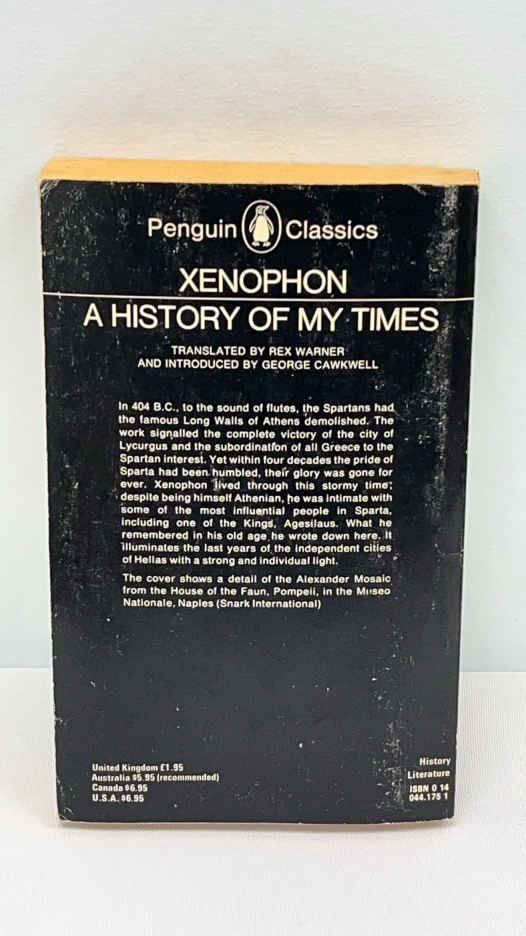 Penguin Classics
XENOPHON
A HISTORY OF MY TIMES
TRANSLATED BY REX WARNER
AND INTRODUCED BY GEORGE CAWKWELL
In 404 B.C., to the sound of flutes, the Spartans had
the famous Long Walls of Athens demolished. The
work signalled the complete victory of the city of
Lycurgus and the subordination of all Greece to the
Spartan interest. Yet within four decades the pride of
Sparta had been humbled, their glory was gone for
ever. Xenophon lived through this stormy time;
despite being himself Athenian, he was intimate with
some of the most influential people in Sparta,
including one of the Kings, Agesilaus. What he
remembered in his old age he wrote down here. It
illuminates the last years of the independent cities
of Hellas with a strong and individual light.
The cover shows a detail of the Alexander Mosaic
from the House of the Faun, Pompeii, in the Museo
Nationale, Naples (Snark International)
United Kingdom £1.95
Australia $5.95 (recommended)
Canada $6.95
U.S.A. $6.95
History
Literature
ISBN 0 14
044.175 1